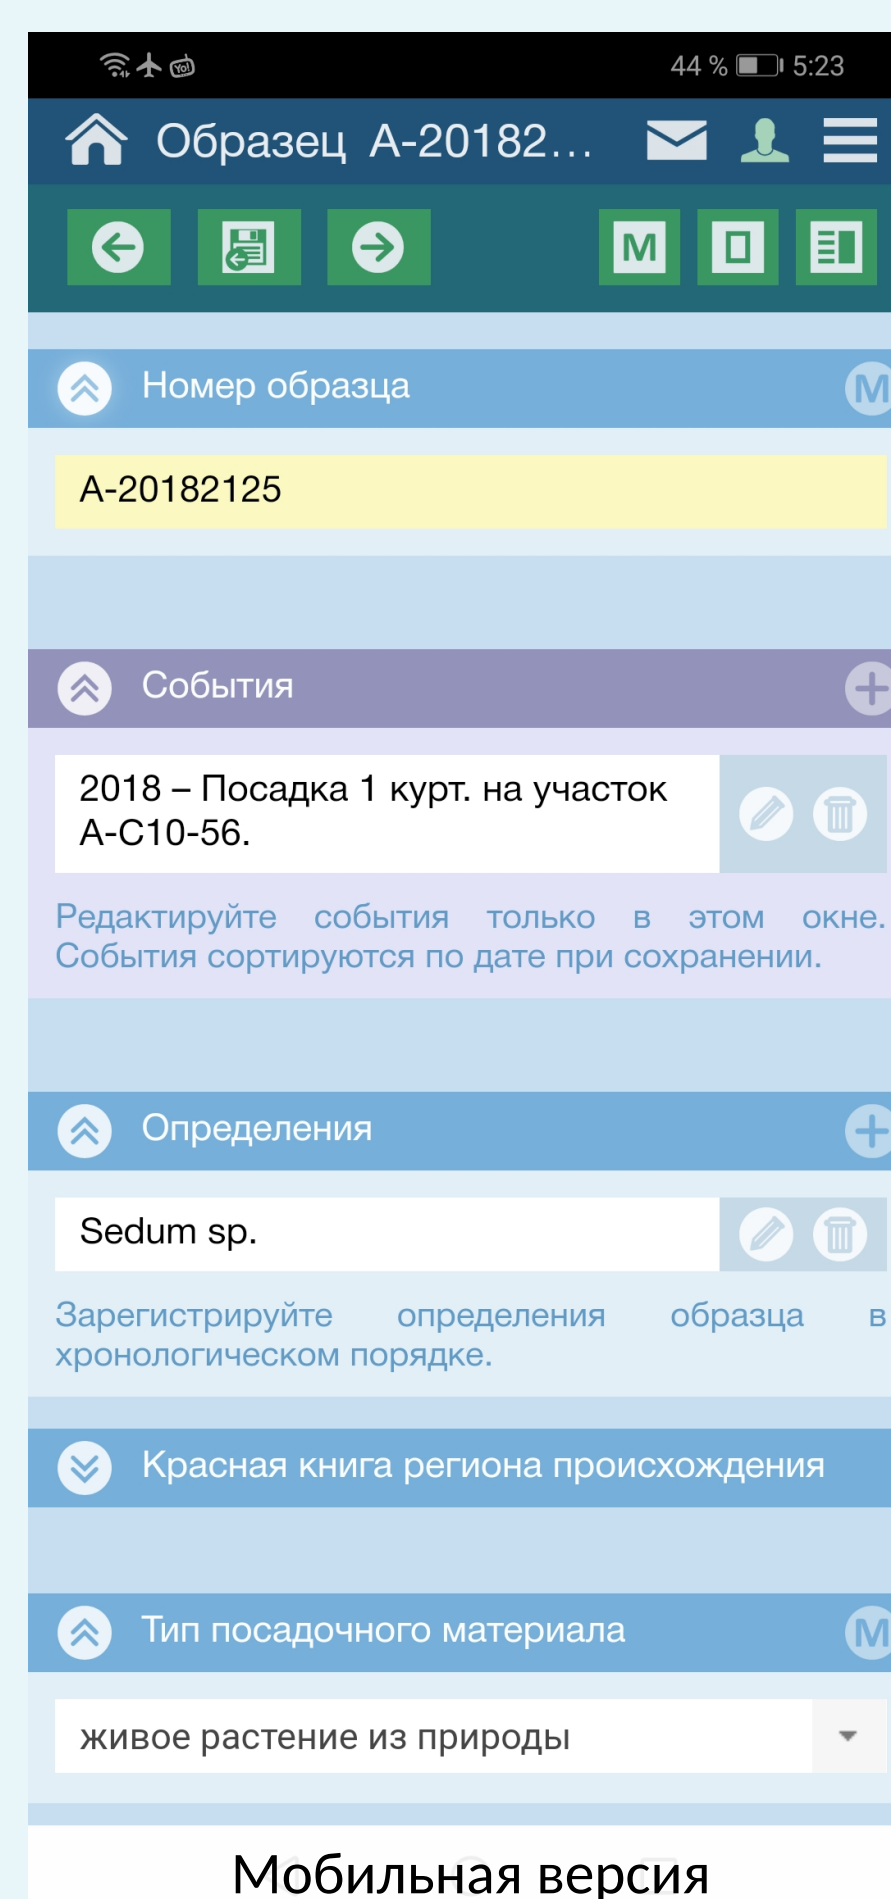 44 % 5:23
Образец А-20182...
М
Номер образца
М
А-20182125
События
2018 – Посадка 1 курт. на участок
А-С10-56.
Редактируйте события только в этом окне.
События сортируются по дате при сохранении.
Определения
Sedum sp.
Зарегистрируйте определения образца в
хронологическом порядке.
Красная книга региона происхождения
Тип посадочного материала
М
живое растение из природы
Мобильная версия